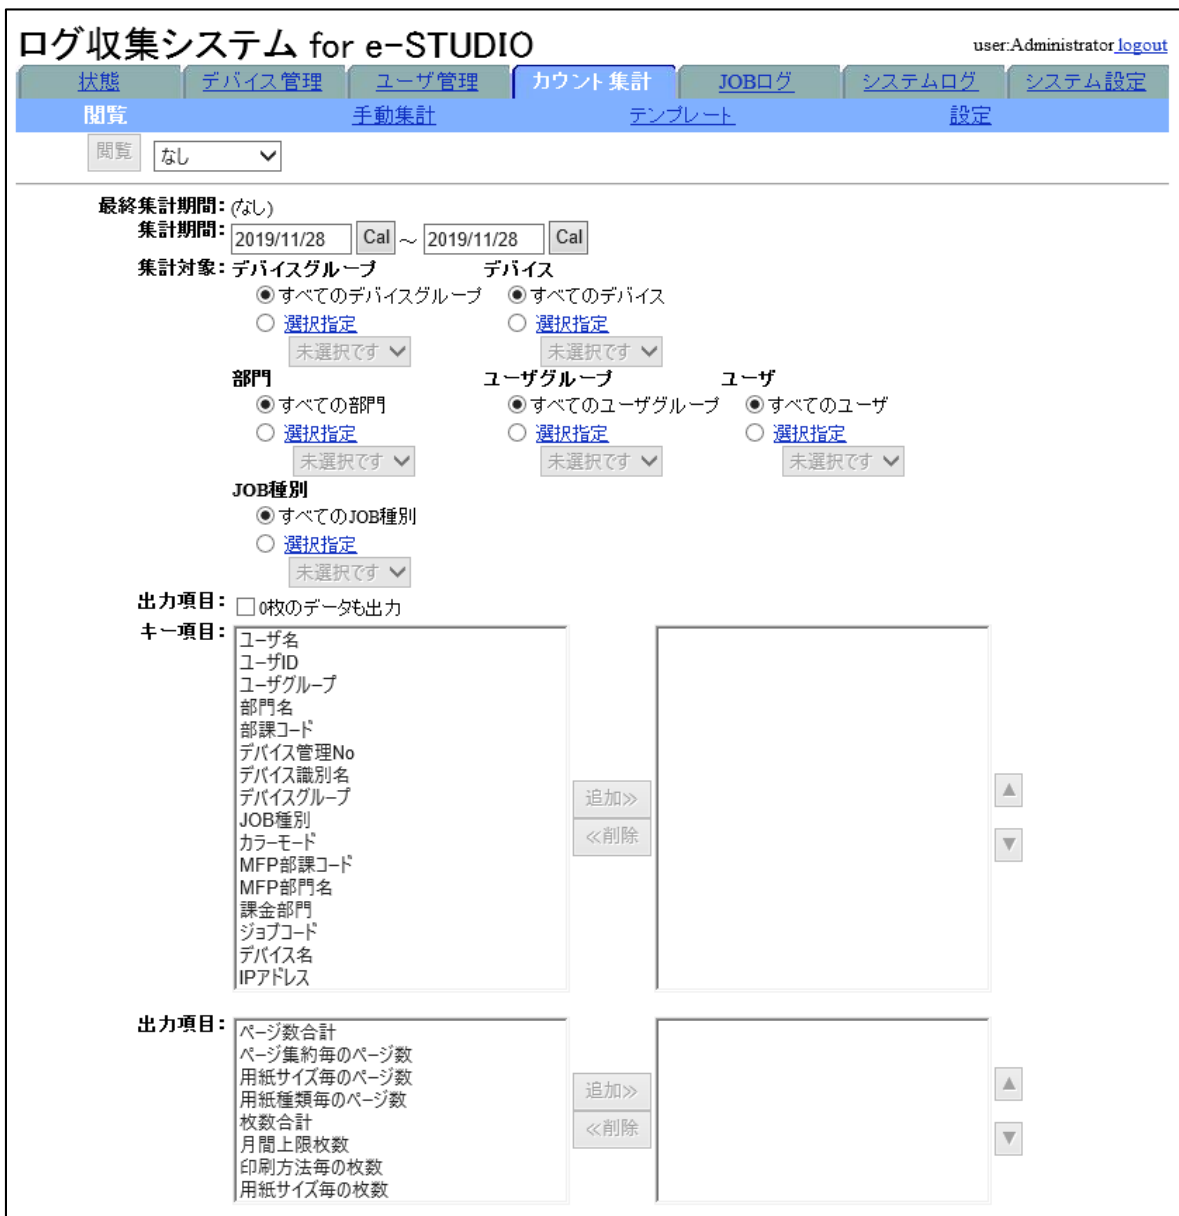 ログ収集システム for e-STUDIO
user:Administrator logout
状態 デバイス管理 ユーザ管理 カウント集計 JOBログ システムログ システム設定
閲覧 手動集計 テンプレート 設定
閲覧 なし
最終集計期間: (なし)
集計期間: 2019/11/28 Cal ～ 2019/11/28 Cal
集計対象: デバイスグループ デバイス
すべてのデバイスグループ すべてのデバイス
選択指定 選択指定
未選択です 未選択です
部門 ユーザグループ ユーザ
すべての部門 すべてのユーザグループ すべてのユーザ
選択指定 選択指定 選択指定
未選択です 未選択です 未選択です
JOB種別
すべてのJOB種別
選択指定
未選択です
出力項目: 0枚のデータも出力
キー項目: ユーザ名
ユーザID
ユーザグループ
部門名
部課コード
デバイス管理No
デバイス識別名
デバイスグループ
JOB種別
カラーモード
MFP部課コード
MFP部門名
課金部門
ジョブコード
デバイス名
IPアドレス
追加≫
≪削除
▲
▼
出力項目: ページ数合計
ページ集約毎のページ数
用紙サイズ毎のページ数
用紙種類毎のページ数
枚数合計
月間上限枚数
印刷方法毎の枚数
用紙サイズ毎の枚数
追加≫
≪削除
▲
▼